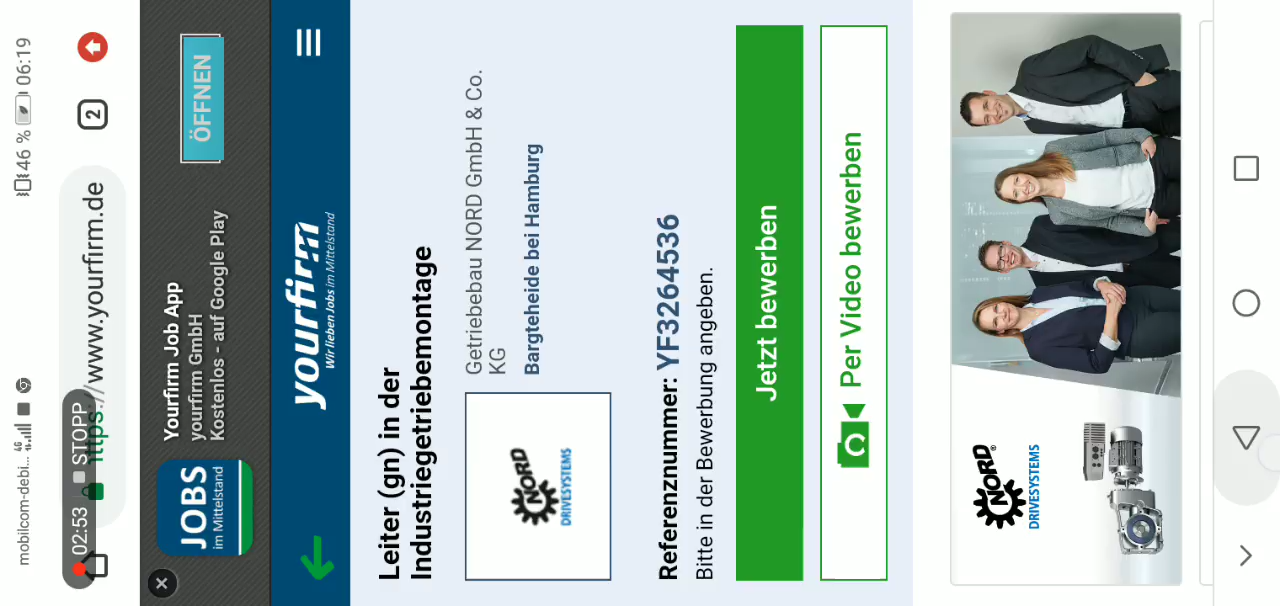 mobilcom-debi...
4G
46 %
06:19
02:53
STOPP
https://www.yourfirm.de
2
JOBS
im Mittelstand
Yourfirm Job App
yourfirm GmbH
Kostenlos - auf Google Play
ÖFFNEN
yourfirm
Wir lieben Jobs im Mittelstand
Leiter (gn) in der
Industriegetriebemontage
NORD
DRIVESYSTEMS
Getriebebau NORD GmbH & Co.
KG
Bargteheide bei Hamburg
Referenznummer: YF3264536
Bitte in der Bewerbung angeben.
Jetzt bewerben
Per Video bewerben
NORD®
DRIVESYSTEMS